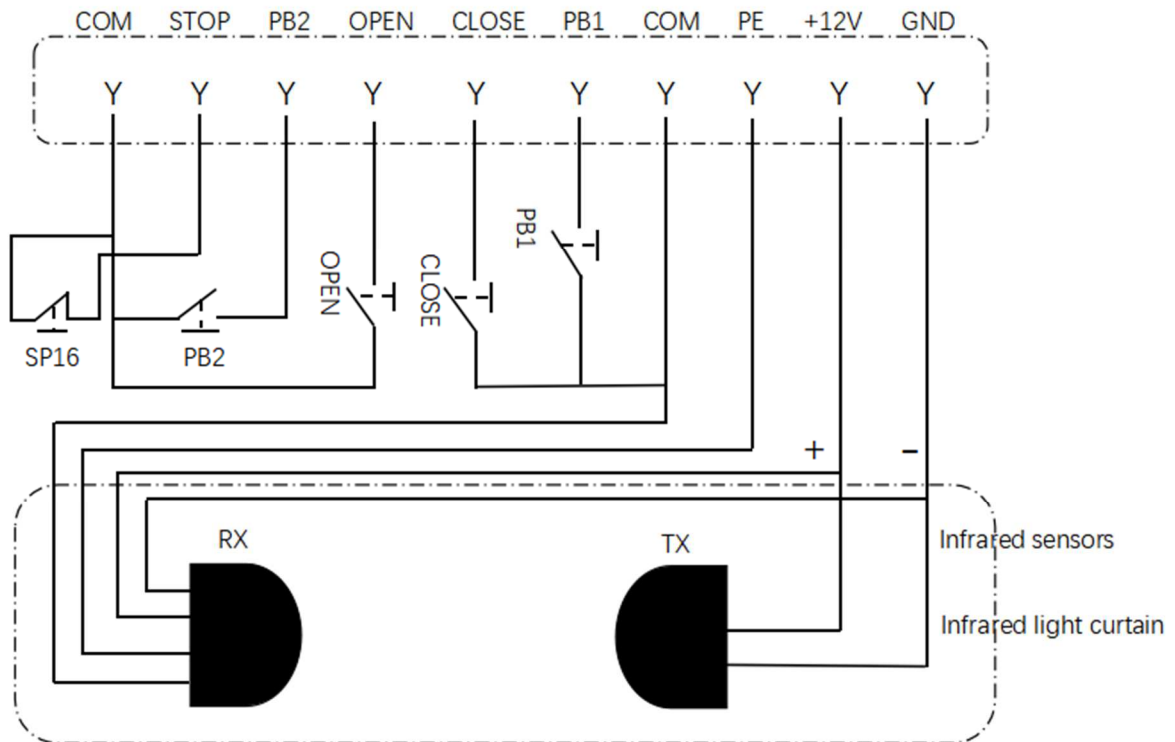 COM STOP PB2 OPEN CLOSE PB1 COM PE +12V GND
Y Y Y Y Y Y Y Y Y Y
PB1
OPEN
CLOSE
SP16 PB2
+ -
RX TX Infrared sensors
Infrared light curtain